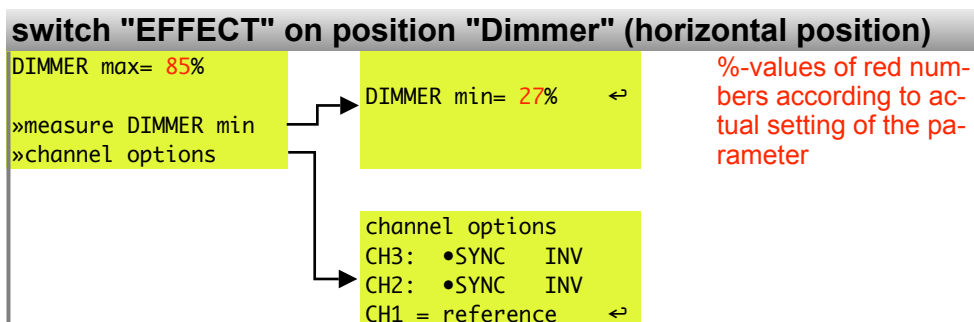 switch "EFFECT" on position "Dimmer" (horizontal position)
DIMMER max= 85%
»measure DIMMER min
»channel options
DIMMER min= 27% ↩
%-values of red num-
bers according to ac-
tual setting of the pa-
rameter
channel options
CH3: •SYNC INV
CH2: •SYNC INV
CH1 = reference ↩